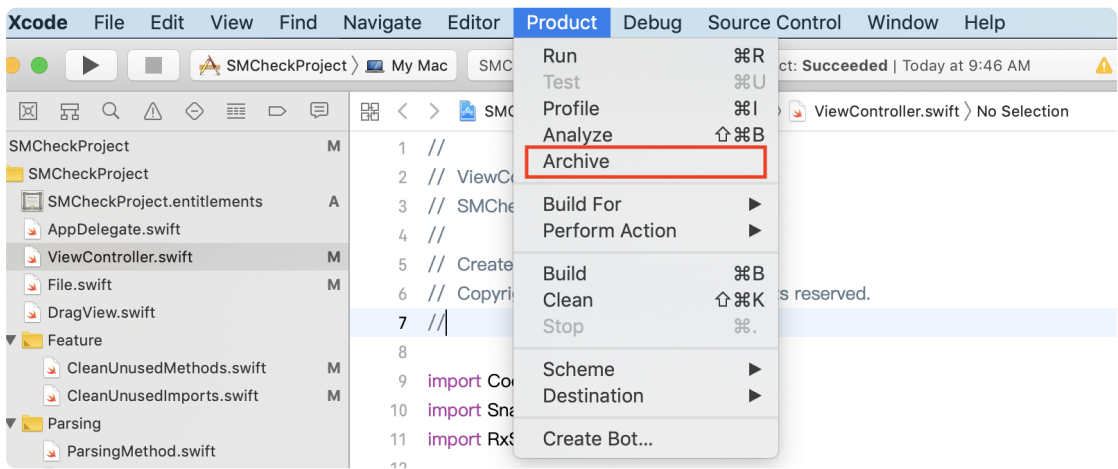 Xcode File Edit View Find Navigate Editor Product Debug Source Control Window Help
SMCheckProject My Mac SMC ct: Succeeded | Today at 9:46 AM
SMC ViewController.swift No Selection
SMCheckProject M
SMCheckProject
SMCheckProject.entitlements A
AppDelegate.swift
ViewController.swift M
File.swift M
DragView.swift
Feature
CleanUnusedMethods.swift M
CleanUnusedImports.swift M
Parsing
ParsingMethod.swift
1 //
2 // ViewCo
3 // SMChe
4 //
5 // Create
6 // Copyri s reserved.
7 //
8
9 import Coc
10 import Sna
11 import RxS
12
Run ⌘R
Test ⌘U
Profile ⌘I
Analyze ⇧⌘B
Archive
Build For ▶
Perform Action ▶
Build ⌘B
Clean ⇧⌘K
Stop ⌘.
Scheme ▶
Destination ▶
Create Bot...